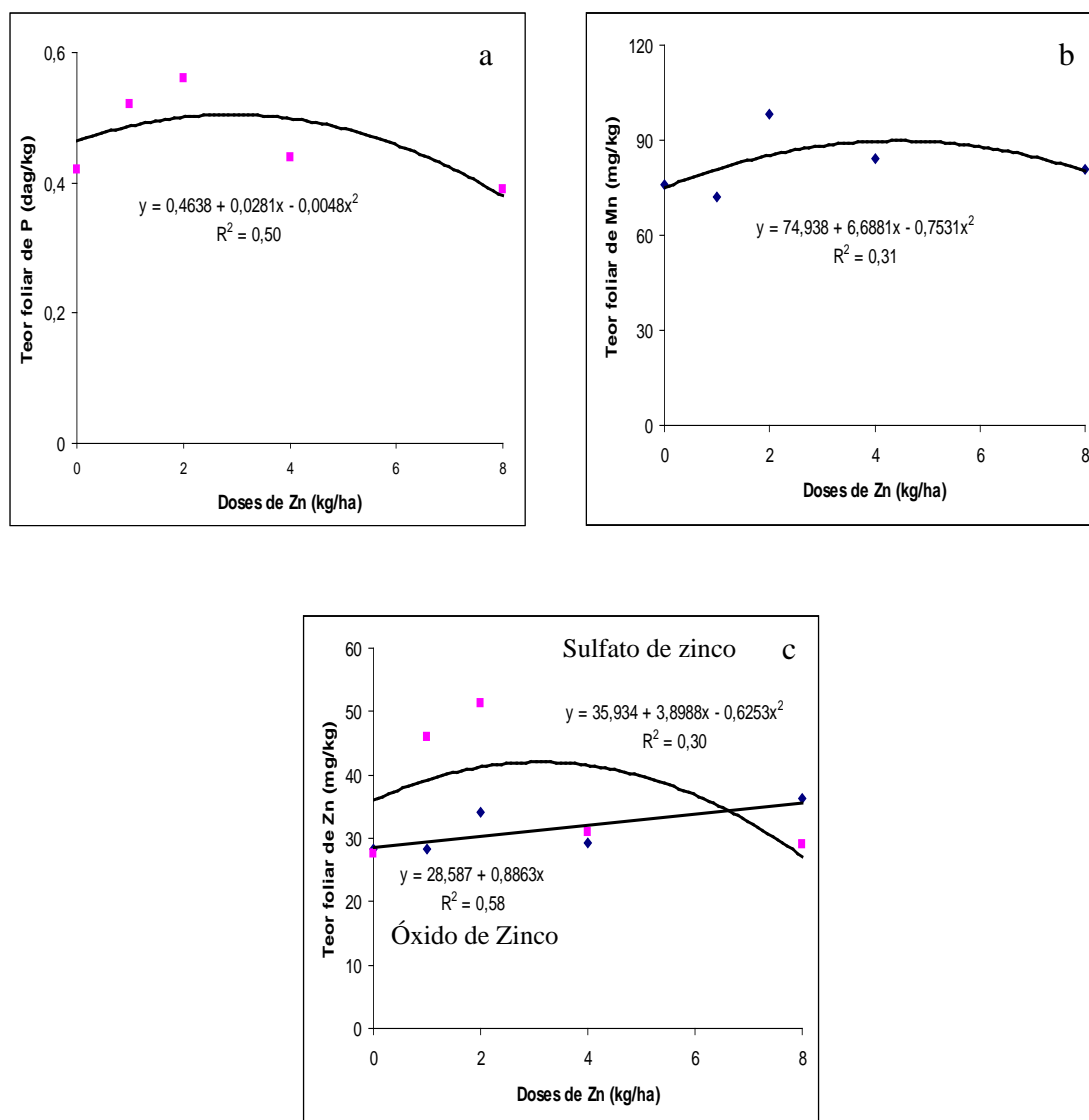 a
Teor foliar de P (dag/kg)
0,6
0,4
0,2
0
y = 0,4638 + 0,0281x - 0,0048x²
R² = 0,50
0 2 4 6 8
Doses de Zn (kg/ha)
b
Teor foliar de Mn (mg/kg)
120
90
60
30
0
y = 74,938 + 6,6881x - 0,7531x²
R² = 0,31
0 2 4 6 8
Doses de Zn (kg/ha)
Sulfato de zinco c
Teor foliar de Zn (mg/kg)
60
50
40
30
20
10
0
y = 35,934 + 3,8988x - 0,6253x²
R² = 0,30
y = 28,587 + 0,8863x
R² = 0,58
Óxido de Zinco
0 2 4 6 8
Doses de Zn (kg/ha)